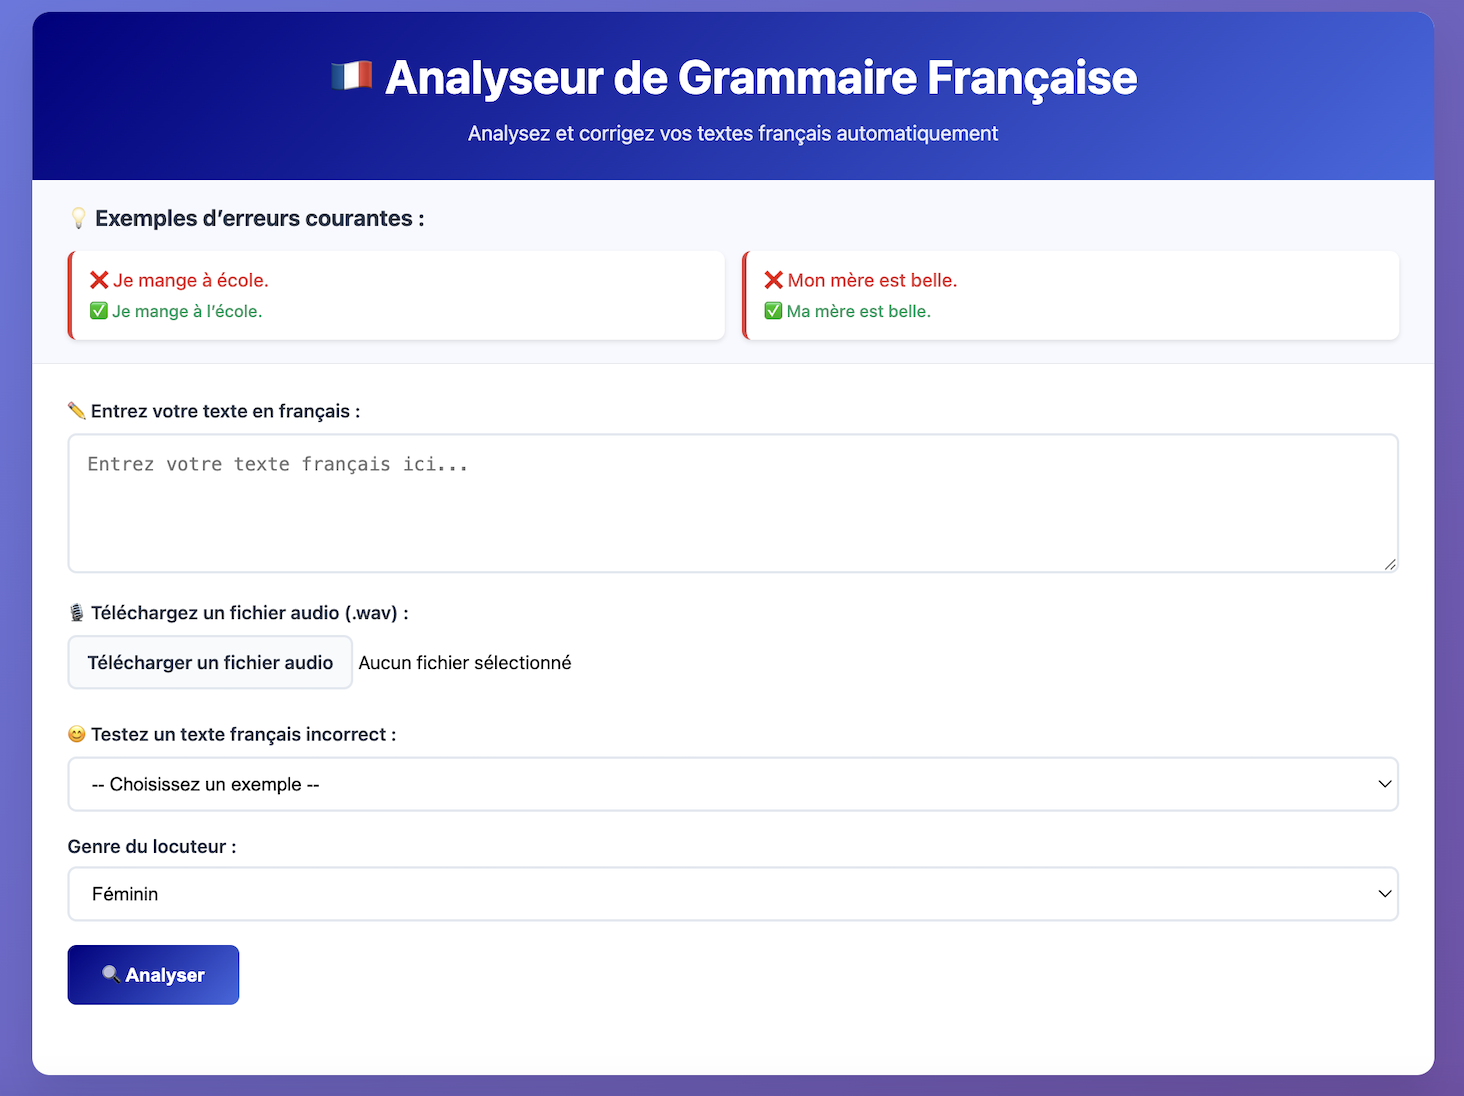 🇫🇷 Analyseur de Grammaire Française
Analysez et corrigez vos textes français automatiquement
💡 Exemples d’erreurs courantes :
❌ Je mange à école.
✅ Je mange à l’école.
❌ Mon mère est belle.
✅ Ma mère est belle.
✏️ Entrez votre texte en français :
Entrez votre texte français ici...
🎙️ Téléchargez un fichier audio (.wav) :
Télécharger un fichier audio Aucun fichier sélectionné
😊 Testez un texte français incorrect :
-- Choisissez un exemple --
Genre du locuteur :
Féminin
🔍 Analyser